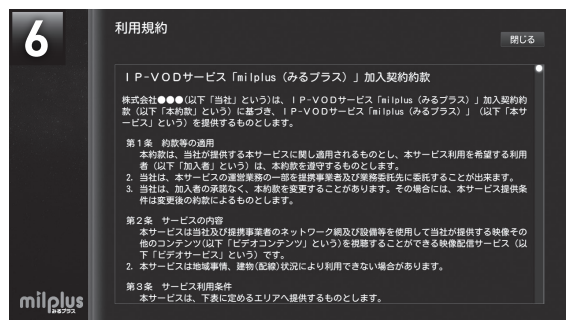 6
利用規約
閉じる
ＩＰ-ＶＯＤサービス「milplus（みるプラス）」加入契約約款
株式会社●●●(以下「当社」という)は、ＩＰ-ＶＯＤサービス「milplus（みるプラス）」加入契約約
款（以下「本約款」という）に基づき、ＩＰ-ＶＯＤサービス「milplus（みるプラス）」（以下「本サ
ービス」という）を提供するものとします。
第１条　約款等の適用
本約款は、当社が提供する本サービスに関し適用されるものとし、本サービス利用を希望する利用
者（以下「加入者」という）は、本約款を遵守するものとします。
2. 当社は、本サービスの運営業務の一部を提携事業者及び業務委託先に委託することが出来ます。
3. 当社は、加入者の承諾なく、本約款を変更することがあります。その場合には、本サービス提供条
件は変更後の約款によるものとします。
第２条　サービスの内容
本サービスは当社及び提携事業者のネットワーク網及び設備等を使用して当社が提供する映像その
他のコンテンツ(以下「ビデオコンテンツ」という)を視聴することができる映像配信サービス（以
下「ビデオサービス」という）です。
2. 本サービスは地域事情、建物(配線)状況により利用できない場合があります。
第３条　サービス利用条件
本サービスは、下表に定めるエリアへ提供するものとします。
milplus
みるプラス